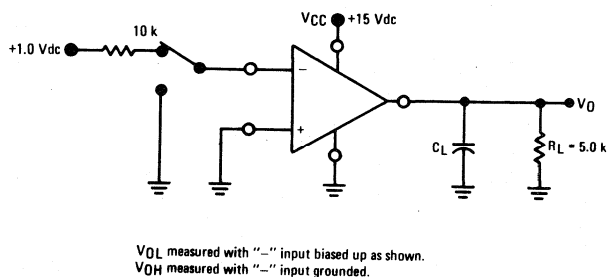 VCC +15 Vdc
10 k
+1.0 Vdc
−
+
VO
CL
RL = 5.0 k
VOL measured with "−" input biased up as shown.
VOH measured with "−" input grounded.